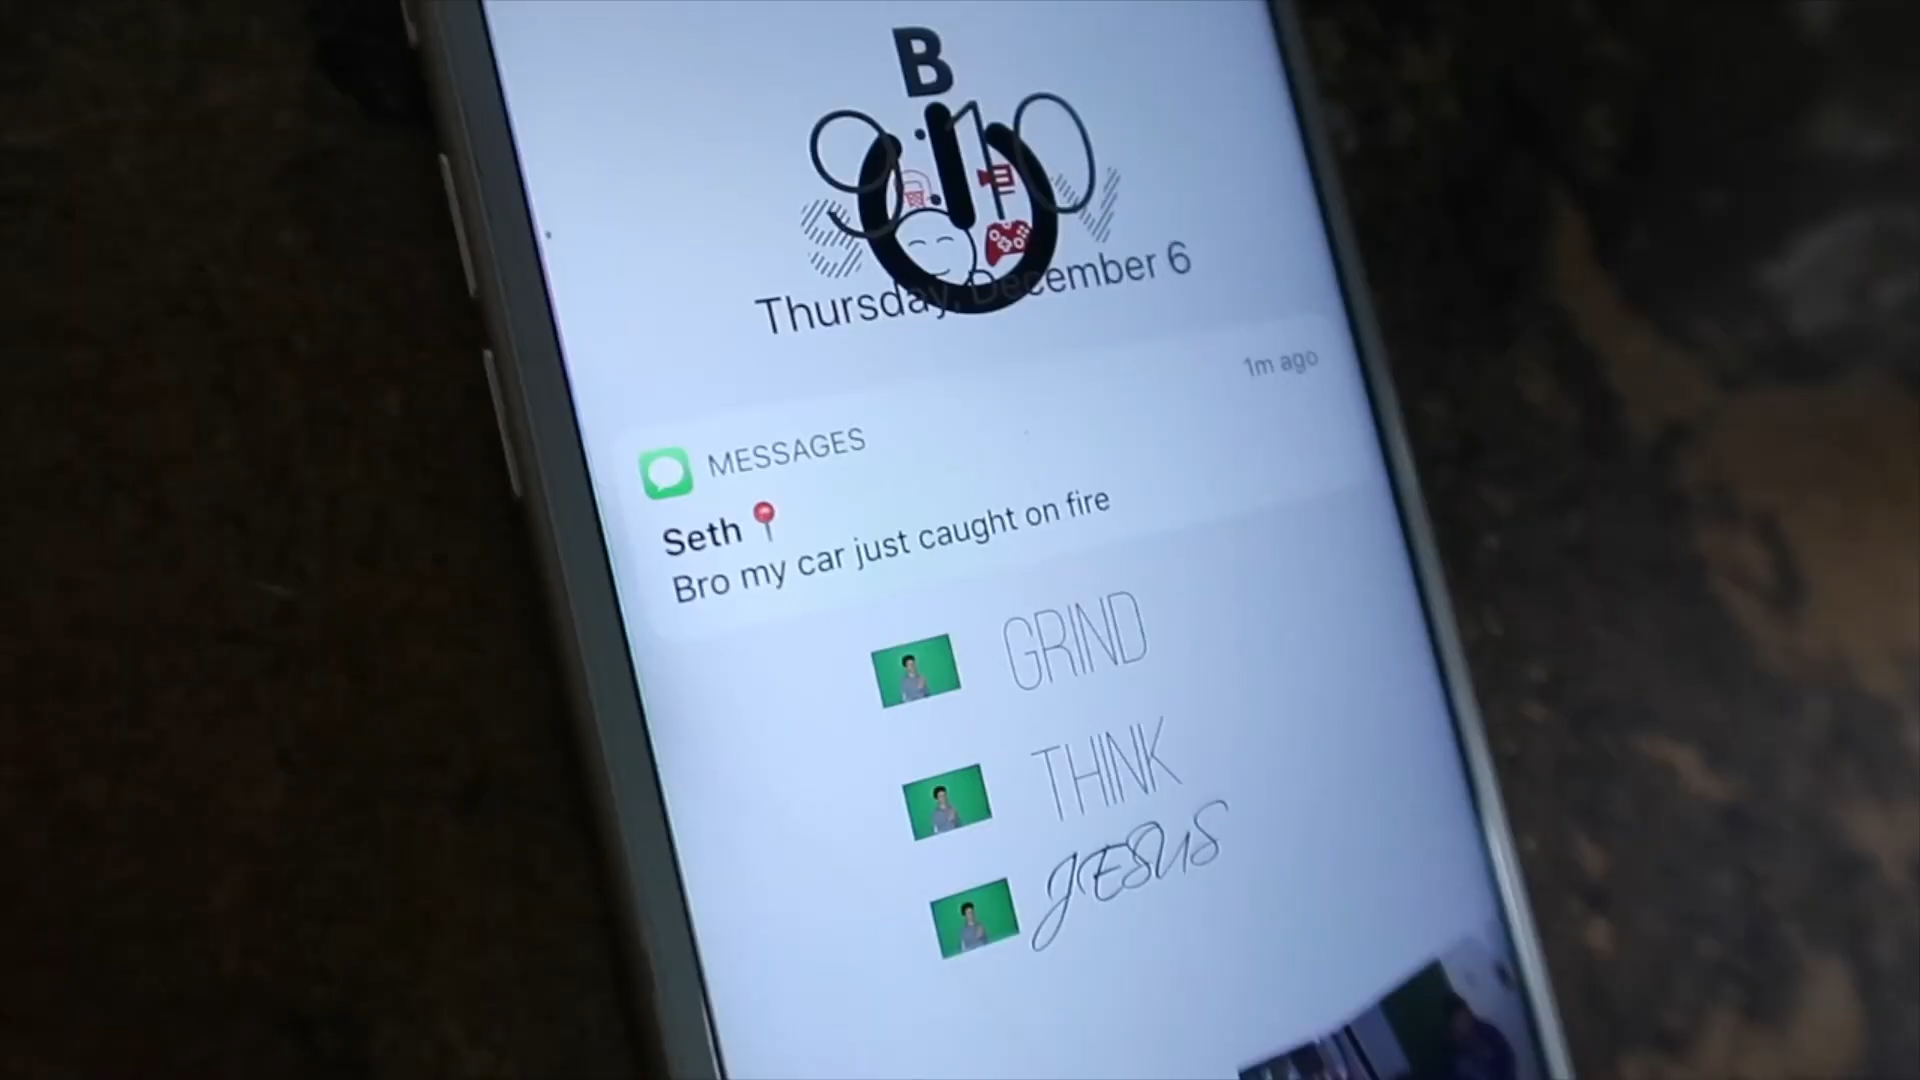 B
9:10
Thursday, December 6
1m ago
MESSAGES
Seth
Bro my car just caught on fire
GRIND
THINK
JESUS